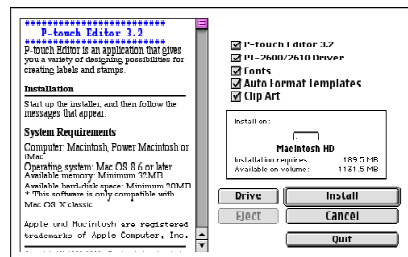 ************************
P-touch Editor 3.2
************************
P-touch Editor is an application that gives
you a variety of designing possibilities for
creating labels and stamps.
Installation
Start up the installer, and then follow the
messages that appear.
System Requirements
Computer: Macintosh, Power Macintosh or
iMac
Operating system: Mac OS 8.6 or later
Available memory: Minimum 32MB
Available hard-disk space: Minimum 20MB
* This software is only compatible with
Mac OS X classic
Apple and Macintosh are registered
trademarks of Apple Computer, Inc.
P-touch Editor 3.2
PT-2600/2610 Driver
Fonts
Auto Format Templates
Clip Art
Install on:
Macintosh HD
Installation requires 189.5 MB
Available on volume: 1131.5 MB
Drive
Install
Eject
Cancel
Quit